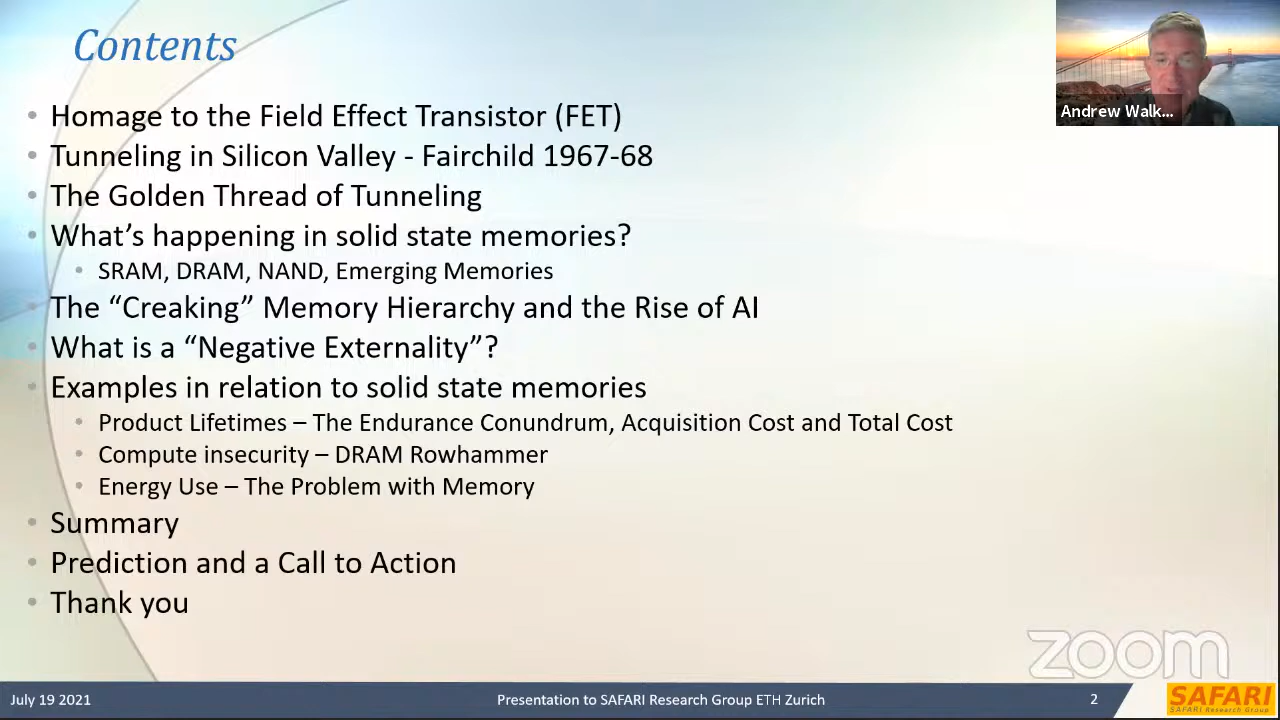 Contents
Andrew Walk...
• Homage to the Field Effect Transistor (FET)
• Tunneling in Silicon Valley - Fairchild 1967-68
• The Golden Thread of Tunneling
• What's happening in solid state memories?
• SRAM, DRAM, NAND, Emerging Memories
• The “Creaking” Memory Hierarchy and the Rise of AI
• What is a “Negative Externality”?
• Examples in relation to solid state memories
• Product Lifetimes – The Endurance Conundrum, Acquisition Cost and Total Cost
• Compute insecurity – DRAM Rowhammer
• Energy Use – The Problem with Memory
• Summary
• Prediction and a Call to Action
• Thank you
zoom
July 19 2021
Presentation to SAFARI Research Group ETH Zurich
2
SAFARI
SAFARI Research Group